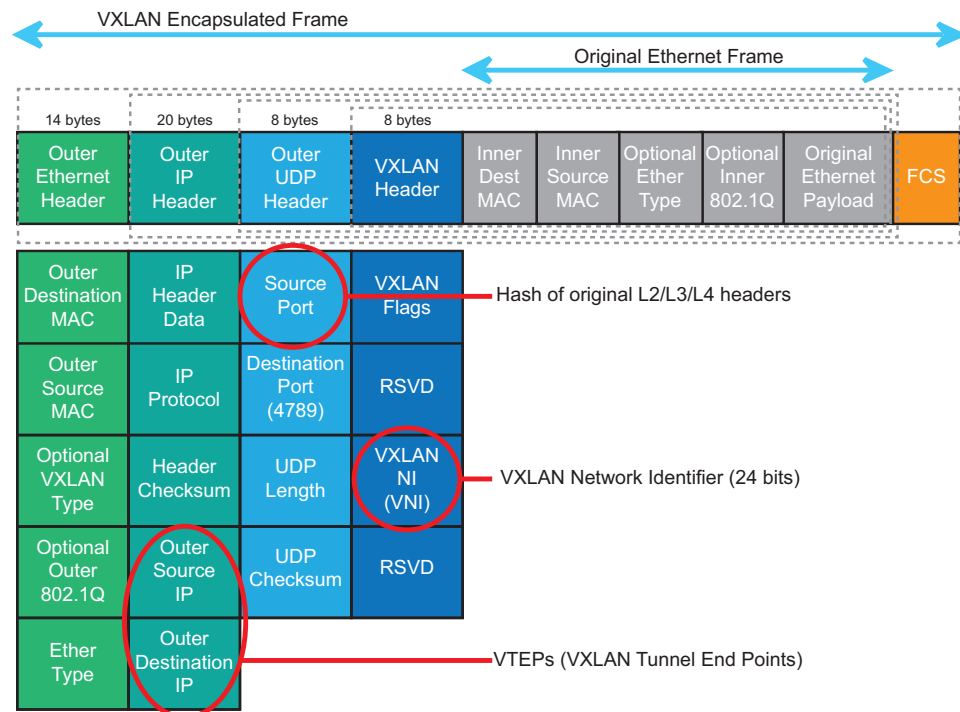 VXLAN Encapsulated Frame
Original Ethernet Frame
14 bytes
20 bytes
8 bytes
8 bytes
Outer
Ethernet
Header
Outer
IP
Header
Outer
UDP
Header
VXLAN
Header
Inner
Dest
MAC
Inner
Source
MAC
Optional
Ether
Type
Optional
Inner
802.1Q
Original
Ethernet
Payload
FCS
Outer
Destination
MAC
IP
Header
Data
Source
Port
VXLAN
Flags
Hash of original L2/L3/L4 headers
Outer
Source
MAC
IP
Protocol
Destination
Port
(4789)
RSVD
Optional
VXLAN
Type
Header
Checksum
UDP
Length
VXLAN
NI
(VNI)
VXLAN Network Identifier (24 bits)
Optional
Outer
802.1Q
Outer
Source
IP
UDP
Checksum
RSVD
Ether
Type
Outer
Destination
IP
VTEPs (VXLAN Tunnel End Points)